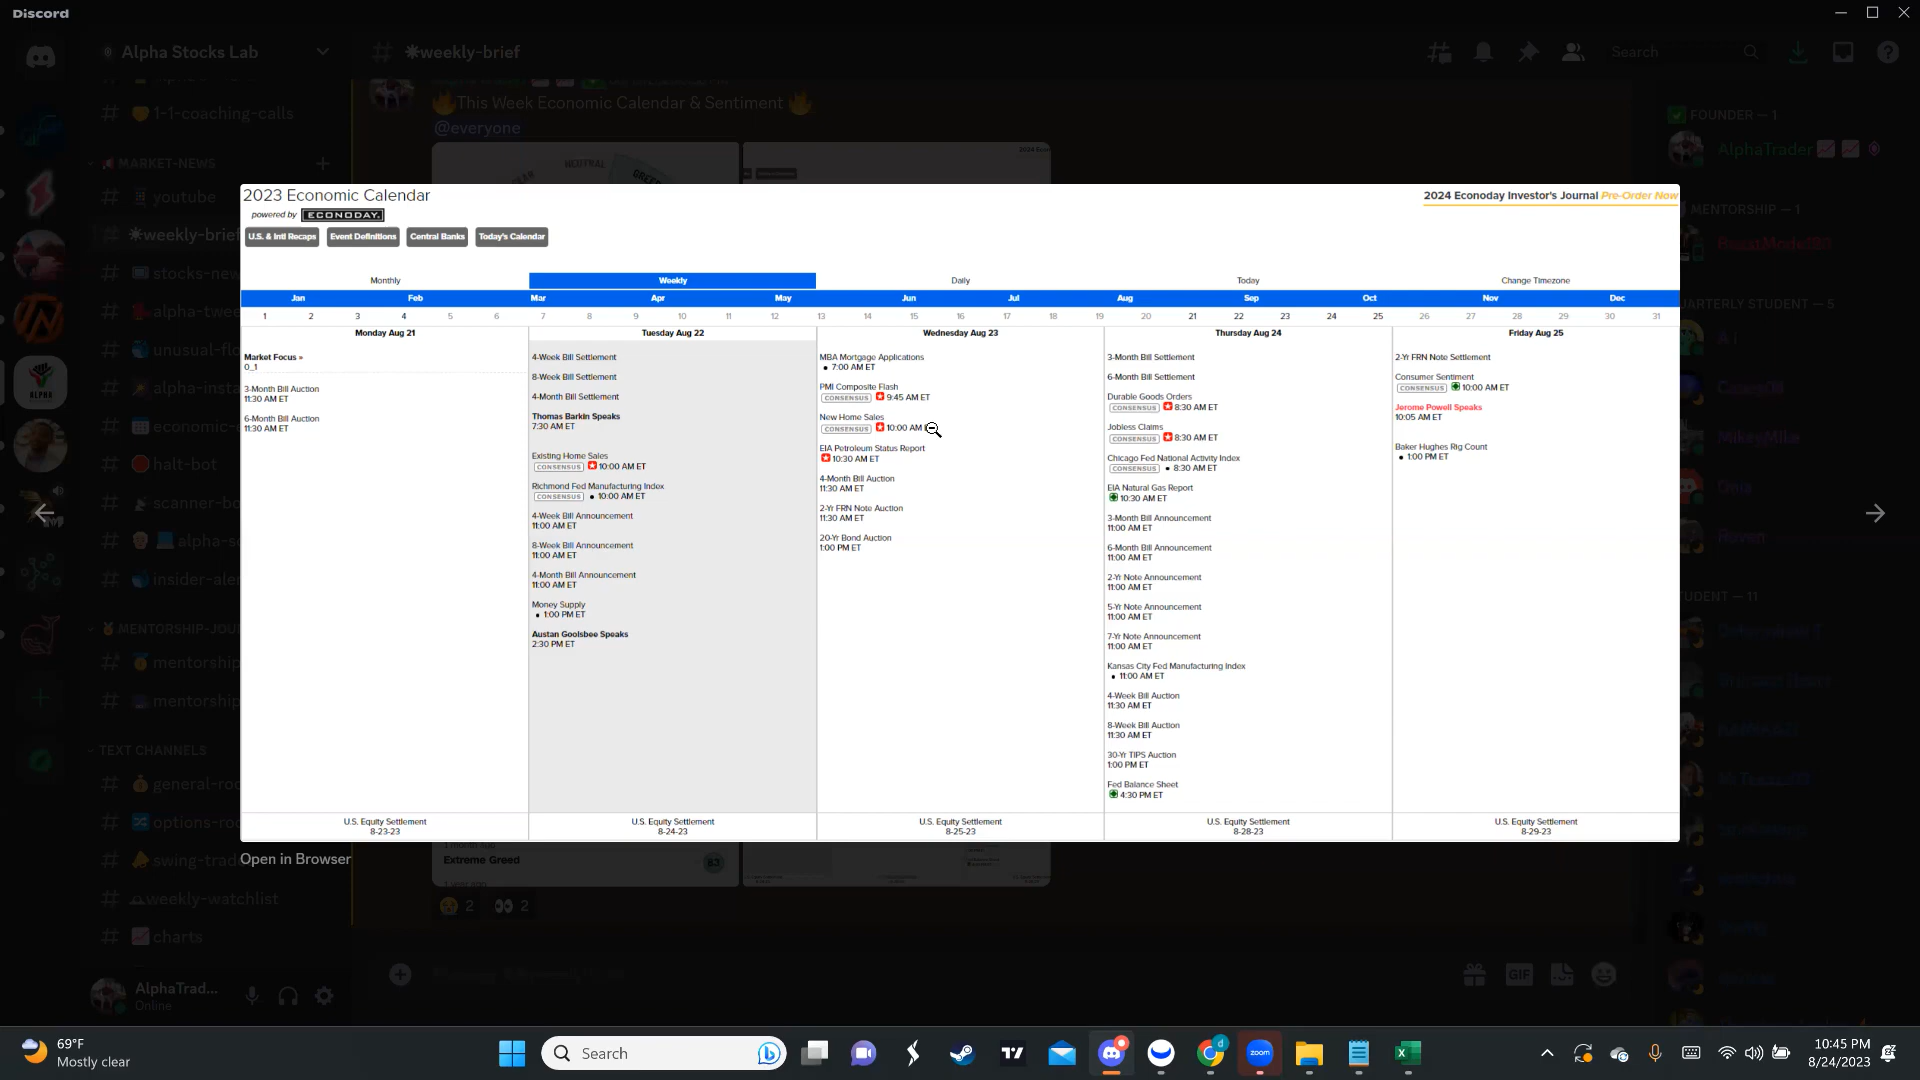 Discord
Alpha Stocks Lab
✳weekly-brief
Search
1-1-coaching-calls
This Week Economic Calendar & Sentiment
@everyone
NEUTRAL
MARKET-NEWS
youtube
✳weekly-brief
alpha-twee
unusual-flo
alpha-insta
economic-
halt-bot
scanner-bo
insider-ale
MENTORSHIP-JOU
mentorship
mentorship
TEXT CHANNELS
general-roo
options-roo
swing-trad
Open in Browser
weekly-watchlist
charts
AlphaTrad...
Online
FOUNDER — 1
AlphaTrader
MENTORSHIP — 1
UARTERLY STUDENT — 5
UDENT — 11
2023 Economic Calendar
powered by ECONODAY.
2024 Econoday Investor's Journal Pre-Order Now
U.S. & Intl Recaps Event Definitions Central Banks Today's Calendar
Monthly Weekly Daily Today Change Timezone
Jan Feb Mar Apr May Jun Jul Aug Sep Oct Nov Dec
1 2 3 4 5 6 7 8 9 10 11 12 13 14 15 16 17 18 19 20 21 22 23 24 25 26 27 28 29 30 31
Monday Aug 21
Market Focus »
0_1
3-Month Bill Auction
11:30 AM ET
6-Month Bill Auction
11:30 AM ET
U.S. Equity Settlement
8-23-23
Tuesday Aug 22
4-Week Bill Settlement
8-Week Bill Settlement
4-Month Bill Settlement
Thomas Barkin Speaks
7:30 AM ET
Existing Home Sales
CONSENSUS 10:00 AM ET
Richmond Fed Manufacturing Index
CONSENSUS • 10:00 AM ET
4-Week Bill Announcement
11:00 AM ET
8-Week Bill Announcement
11:00 AM ET
4-Month Bill Announcement
11:00 AM ET
Money Supply
• 1:00 PM ET
Austan Goolsbee Speaks
2:30 PM ET
U.S. Equity Settlement
8-24-23
Wednesday Aug 23
MBA Mortgage Applications
• 7:00 AM ET
PMI Composite Flash
CONSENSUS 9:45 AM ET
New Home Sales
CONSENSUS 10:00 AM
EIA Petroleum Status Report
10:30 AM ET
4-Month Bill Auction
11:30 AM ET
2-Yr FRN Note Auction
11:30 AM ET
20-Yr Bond Auction
1:00 PM ET
U.S. Equity Settlement
8-25-23
Thursday Aug 24
3-Month Bill Settlement
6-Month Bill Settlement
Durable Goods Orders
CONSENSUS 8:30 AM ET
Jobless Claims
CONSENSUS 8:30 AM ET
Chicago Fed National Activity Index
CONSENSUS • 8:30 AM ET
EIA Natural Gas Report
10:30 AM ET
3-Month Bill Announcement
11:00 AM ET
6-Month Bill Announcement
11:00 AM ET
2-Yr Note Announcement
11:00 AM ET
5-Yr Note Announcement
11:00 AM ET
7-Yr Note Announcement
11:00 AM ET
Kansas City Fed Manufacturing Index
• 11:00 AM ET
4-Week Bill Auction
11:30 AM ET
8-Week Bill Auction
11:30 AM ET
30-Yr TIPS Auction
1:00 PM ET
Fed Balance Sheet
4:30 PM ET
U.S. Equity Settlement
8-28-23
Friday Aug 25
2-Yr FRN Note Settlement
Consumer Sentiment
CONSENSUS 10:00 AM ET
Jerome Powell Speaks
10:05 AM ET
Baker Hughes Rig Count
• 1:00 PM ET
U.S. Equity Settlement
8-29-23
1 month ago
Extreme Greed
83
2
2
GIF
69°F
Mostly clear
Search
zoom
10:45 PM
8/24/2023